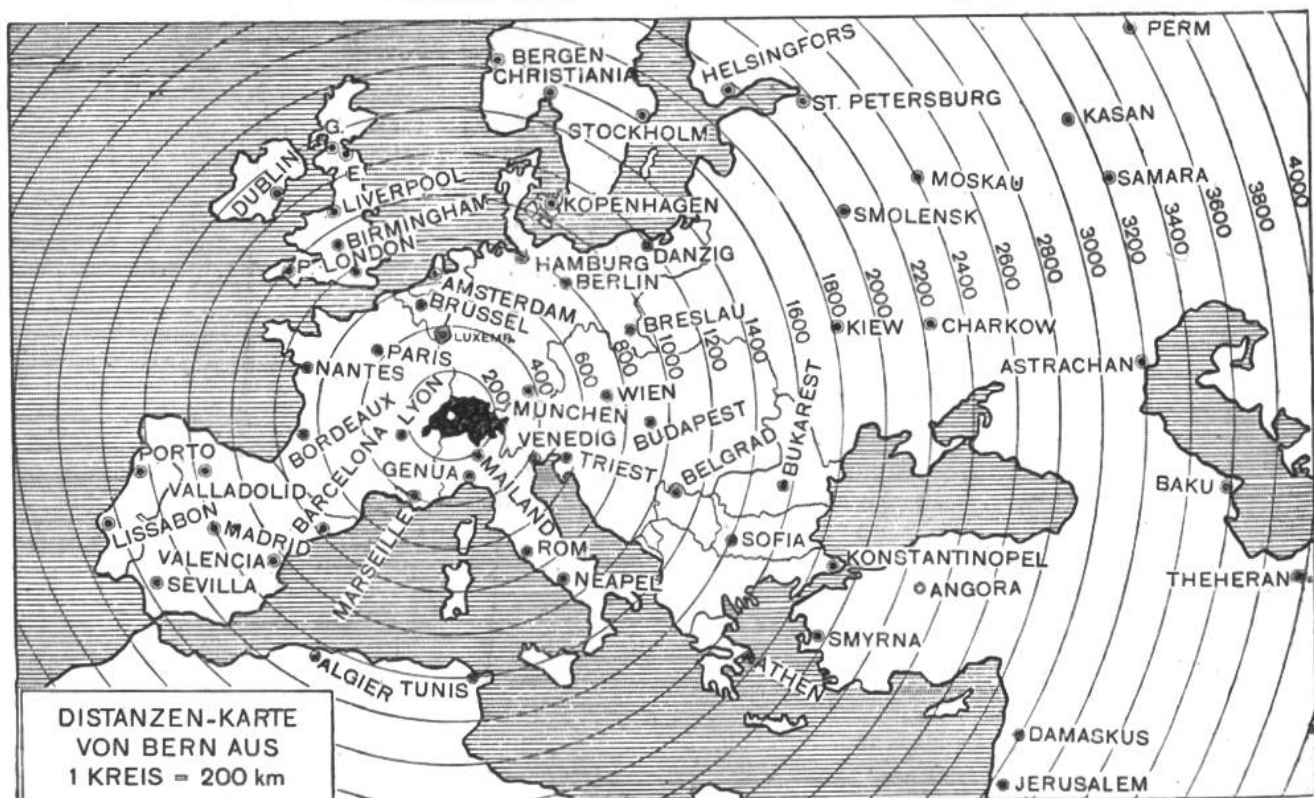 PERM
BERGEN
HELSINGFORS
CHRISTIANIA
ST. PETERSBURG
KASAN
STOCKHOLM
G.
E.
DUBLIN
LIVERPOOL
MOSKAU
SAMARA
KOPENHAGEN
SMOLENSK
BIRMINGHAM
P.
LONDON
HAMBURG
DANZIG
BERLIN
AMSTERDAM
BRÜSSEL
BRESLAU
KIEW
CHARKOW
LUXEMB.
PARIS
NANTES
ASTRACHAN
200
400
600
800
1000
1200
1400
1600
1800
2000
2200
2400
2600
2800
3000
3200
3400
3600
3800
4000
WIEN
MÜNCHEN
BUDAPEST
BORDEAUX
LYON
VENEDIG
TRIEST
BELGRAD
BUKAREST
PORTO
VALLADOLID
BARCELONA
GENUA
MAILAND
BAKU
LISSABON
MADRID
MARSEILLE
ROM
SOFIA
VALENCIA
KONSTANTINOPEL
SEVILLA
NEAPEL
ANGORA
THEHERAN
SMYRNA
ALGIER
TUNIS
ATHEN
DAMASKUS
JERUSALEM
DISTANZEN-KARTE
VON BERN AUS
1 KREIS = 200 km